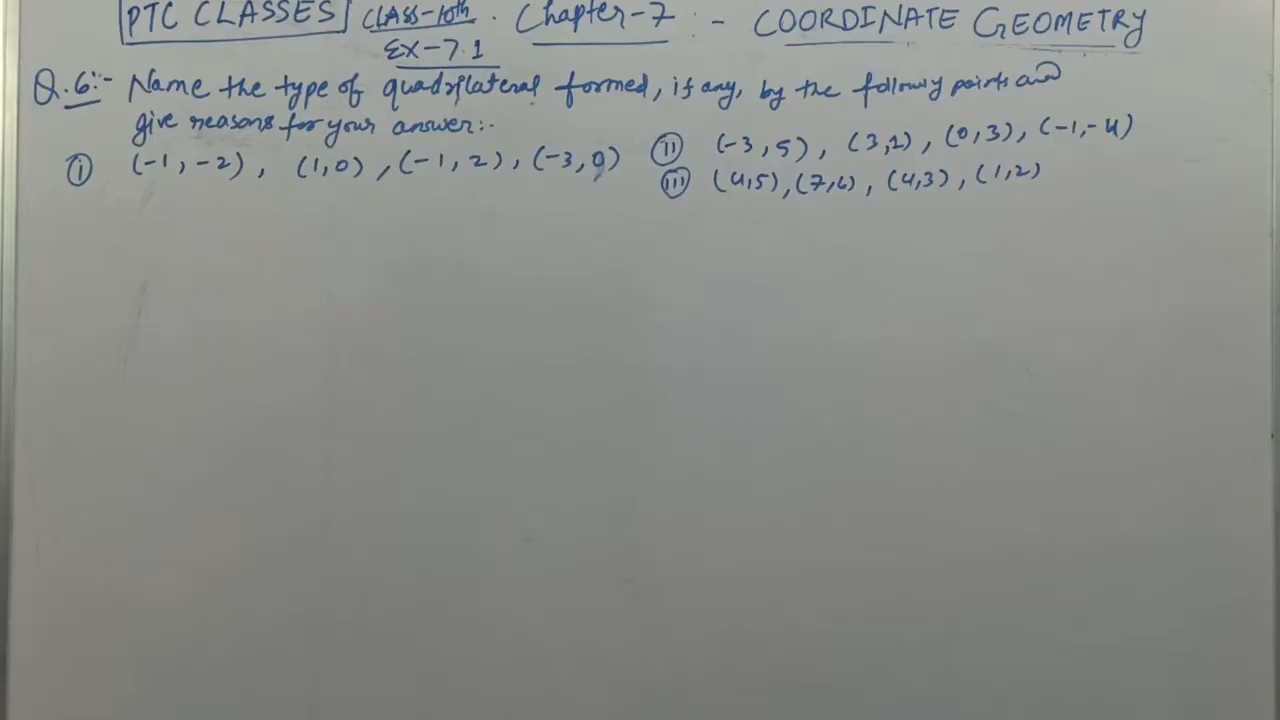 PTC CLASSES CLASS-10th. Chapter-7 :- COORDINATE GEOMETRY
EX-7.1
Q.6:- Name the type of quadrilateral formed, if any, by the following points and
give reasons for your answer:-
(i) (-1,-2), (1,0), (-1,2), (-3,0) (ii) (-3,5), (3,1), (0,3), (-1,-4)
(iii) (4,5), (7,6), (4,3), (1,2)